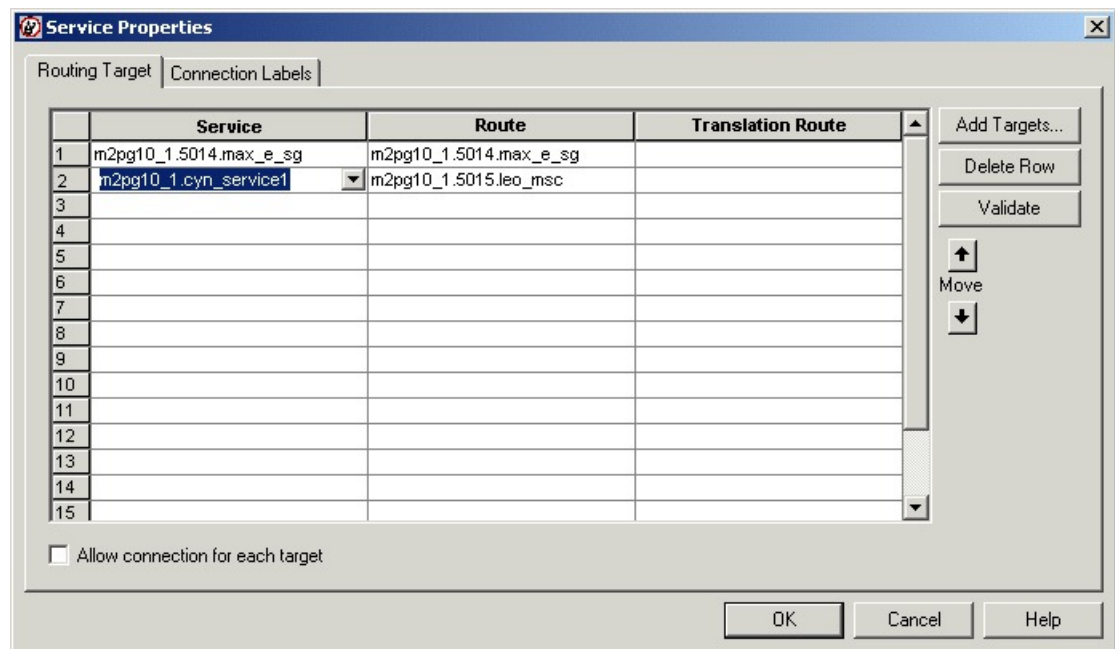 Service Properties
Routing Target
Connection Labels
Service Route Translation Route
1 m2pg10_1.5014.max_e_sg m2pg10_1.5014.max_e_sg
2 m2pg10_1.cyn_service1 m2pg10_1.5015.leo_msc
3
4
5
6
7
8
9
10
11
12
13
14
15
Add Targets...
Delete Row
Validate
Move
Allow connection for each target
OK
Cancel
Help